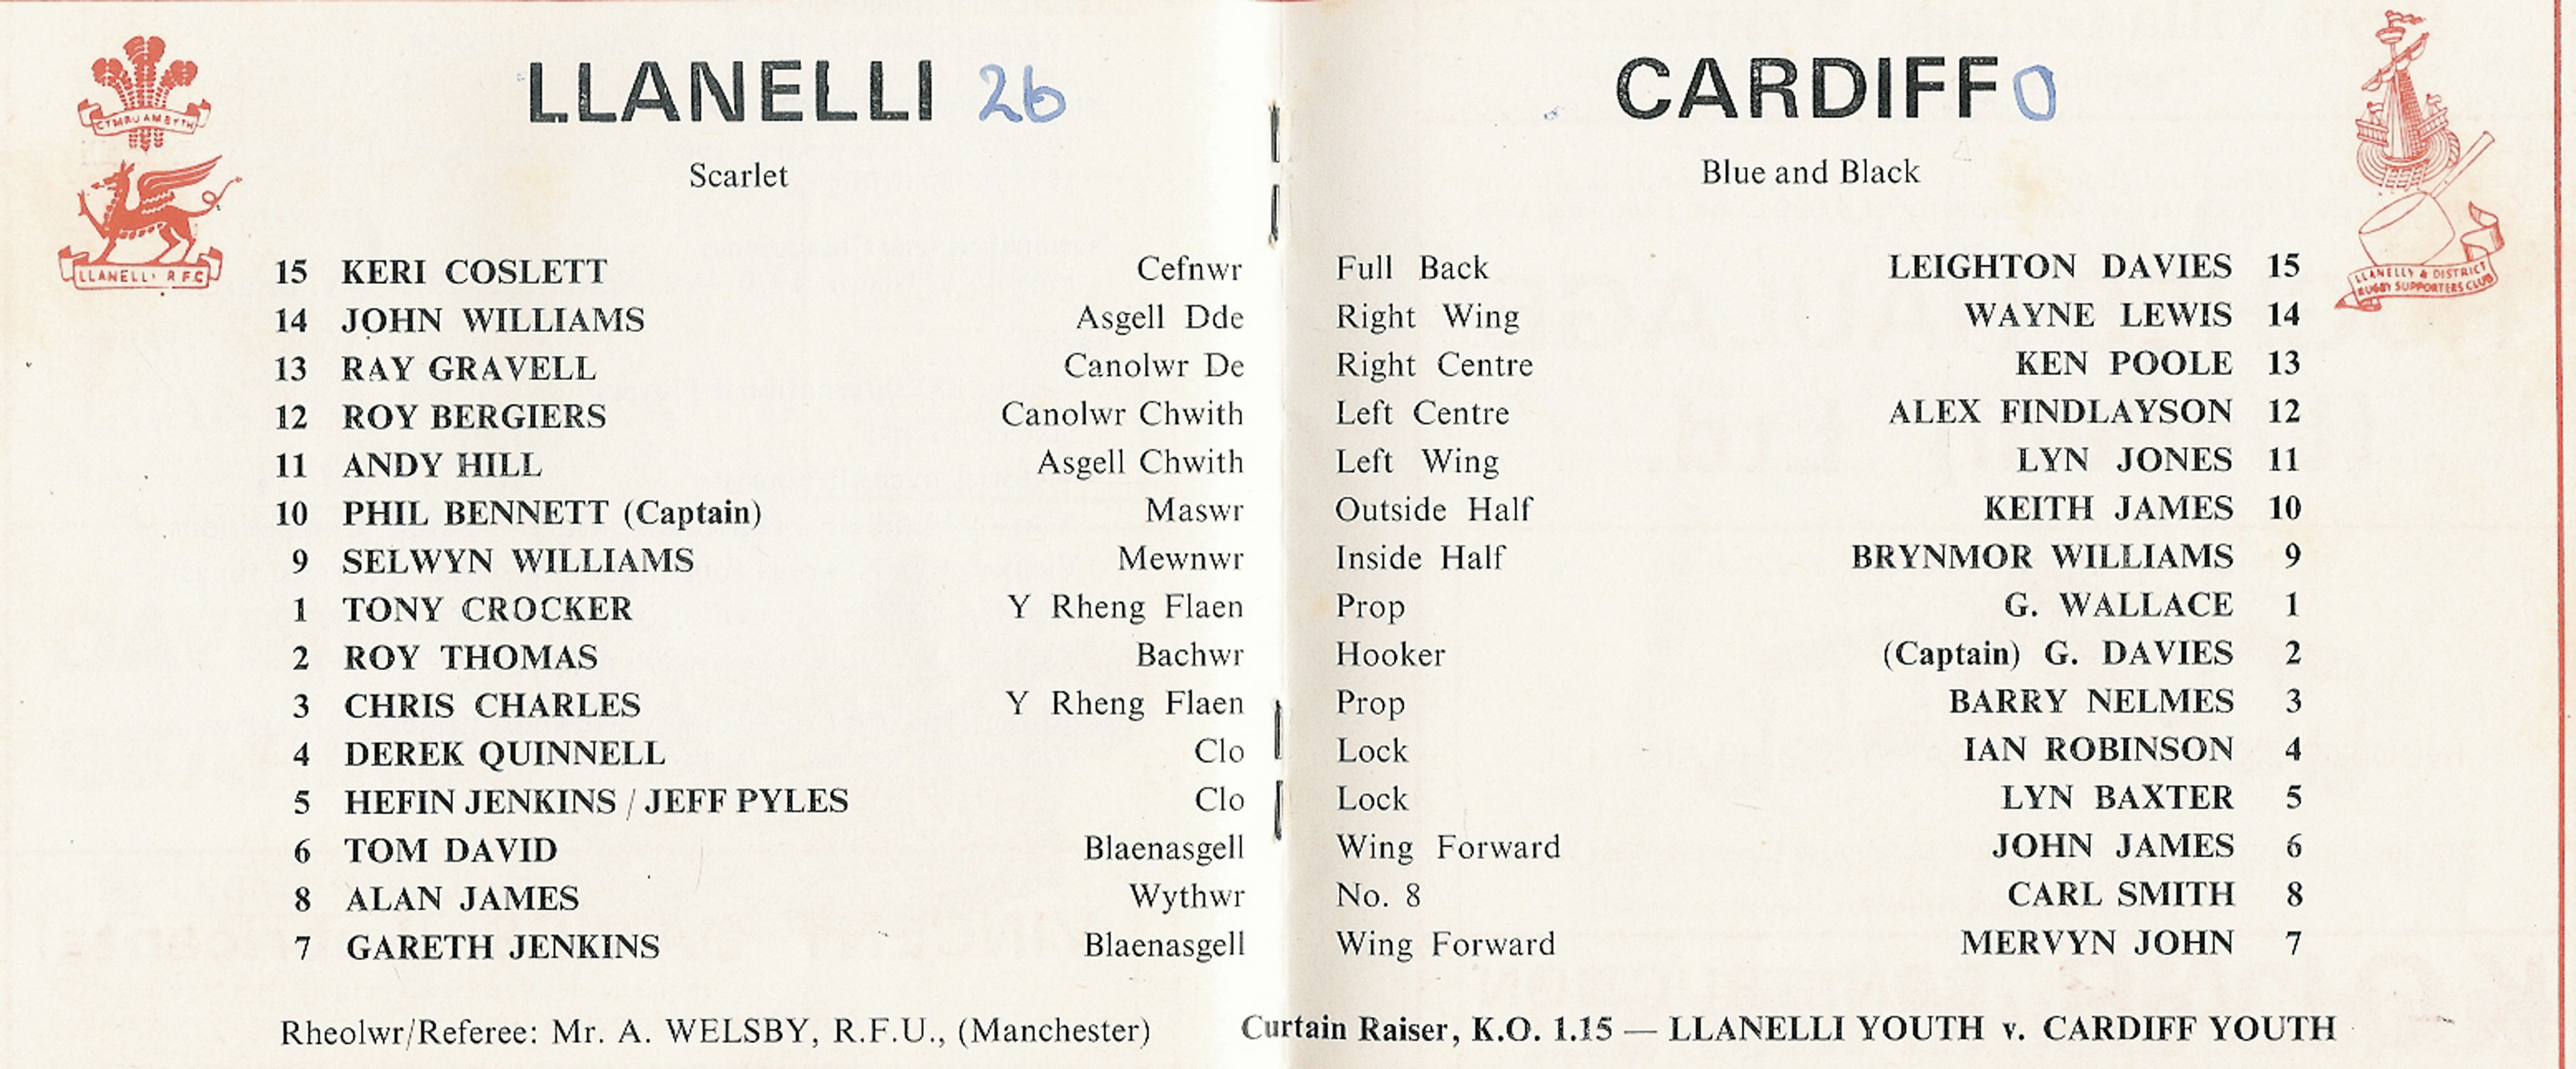 LLANELLI 26
Scarlet
CYMRU AM BYTH
LLANELLI R.F.C
15 KERI COSLETT Cefnwr
14 JOHN WILLIAMS Asgell Dde
13 RAY GRAVELL Canolwr De
12 ROY BERGIERS Canolwr Chwith
11 ANDY HILL Asgell Chwith
10 PHIL BENNETT (Captain) Maswr
9 SELWYN WILLIAMS Mewnwr
1 TONY CROCKER Y Rheng Flaen
2 ROY THOMAS Bachwr
3 CHRIS CHARLES Y Rheng Flaen
4 DEREK QUINNELL Clo
5 HEFIN JENKINS / JEFF PYLES Clo
6 TOM DAVID Blaenasgell
8 ALAN JAMES Wythwr
7 GARETH JENKINS Blaenasgell
Rheolwr/Referee: Mr. A. WELSBY, R.F.U., (Manchester)
CARDIFF 0
Blue and Black
LLANELLY & DISTRICT
RUGBY SUPPORTERS CLUB
Full Back LEIGHTON DAVIES 15
Right Wing WAYNE LEWIS 14
Right Centre KEN POOLE 13
Left Centre ALEX FINDLAYSON 12
Left Wing LYN JONES 11
Outside Half KEITH JAMES 10
Inside Half BRYNMOR WILLIAMS 9
Prop G. WALLACE 1
Hooker (Captain) G. DAVIES 2
Prop BARRY NELMES 3
Lock IAN ROBINSON 4
Lock LYN BAXTER 5
Wing Forward JOHN JAMES 6
No. 8 CARL SMITH 8
Wing Forward MERVYN JOHN 7
Curtain Raiser, K.O. 1.15 — LLANELLI YOUTH v. CARDIFF YOUTH